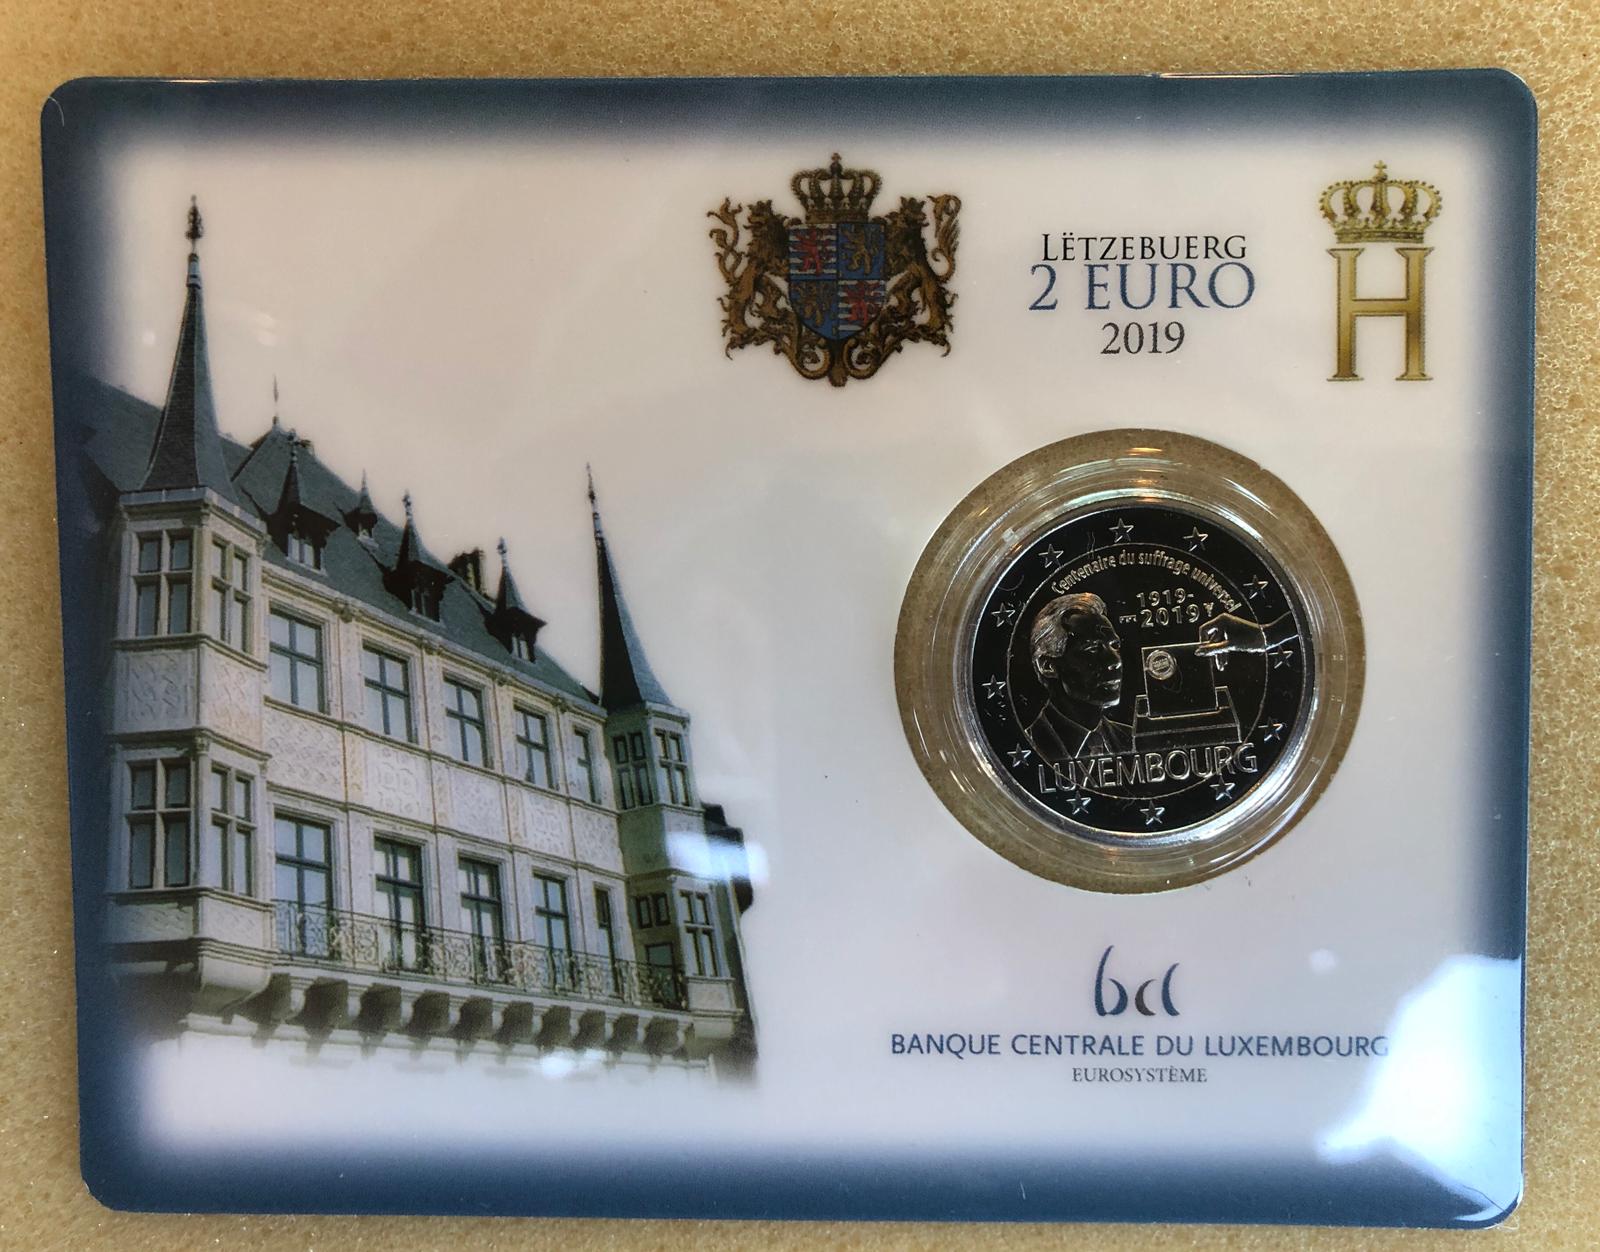 LËTZEBUERG
2 EURO
2019
H
Centenaire du suffrage universel
1919-
2019
LUXEMBOURG
bcl
BANQUE CENTRALE DU LUXEMBOURG
EUROSYSTÈME